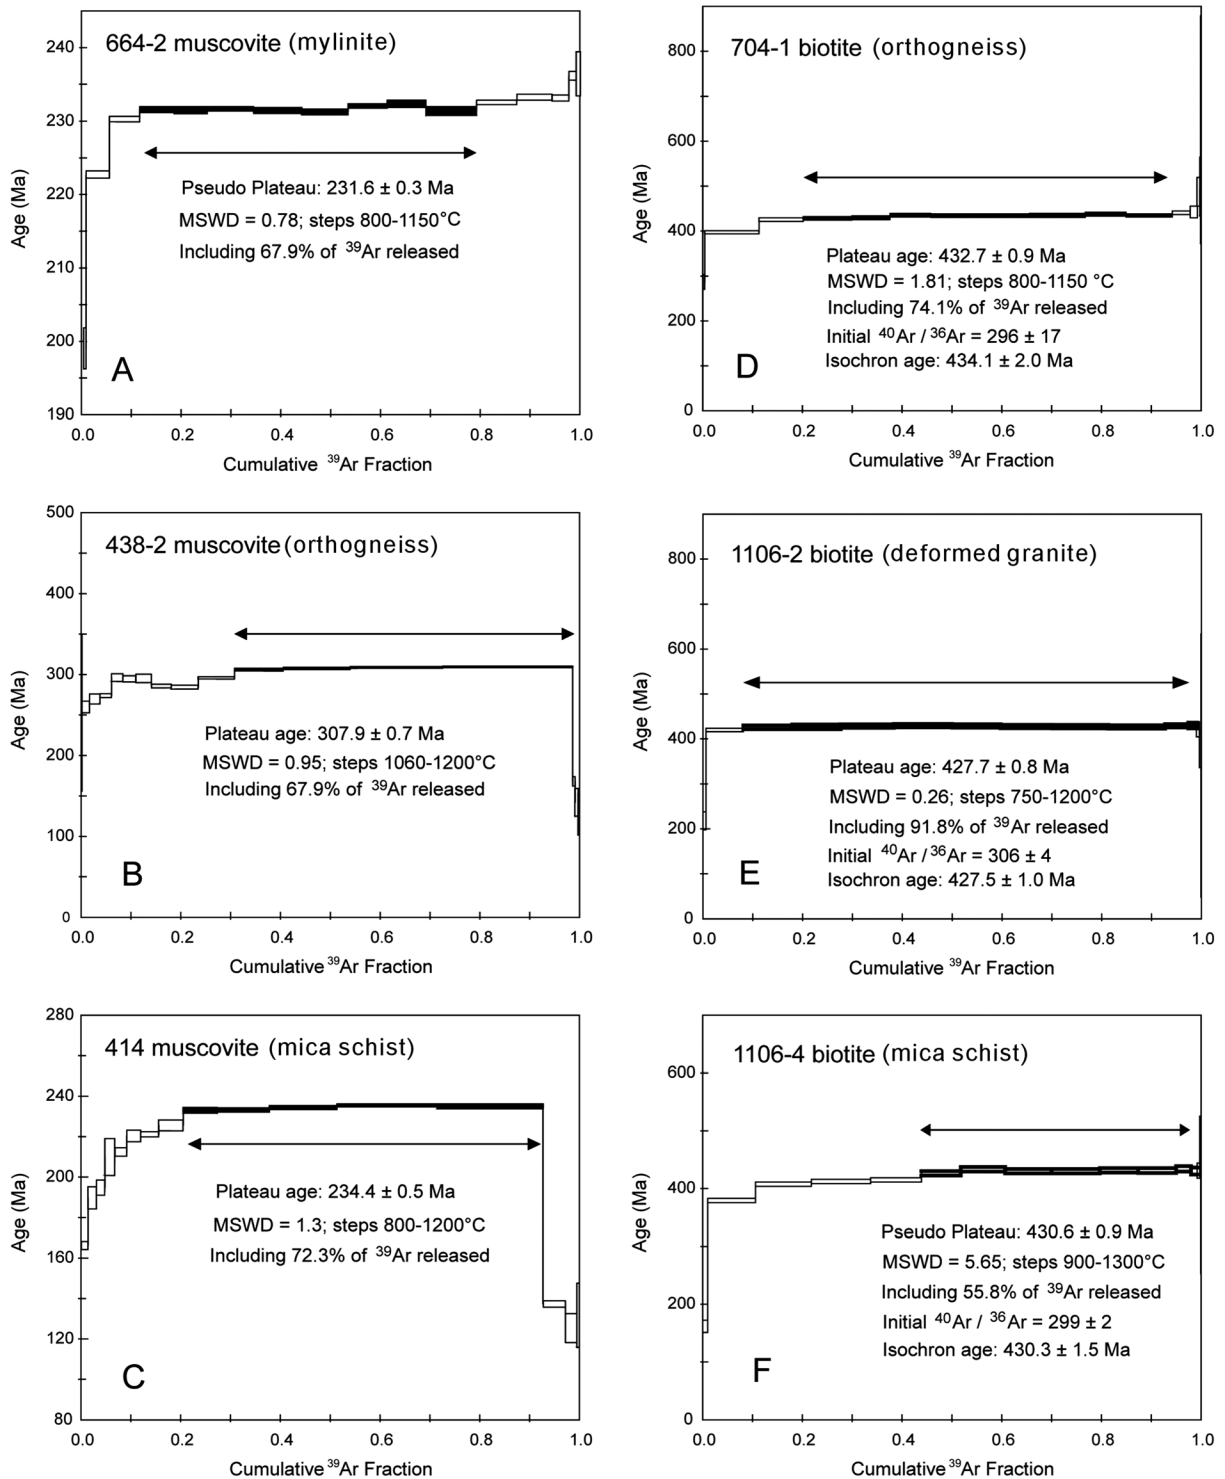 664-2 muscovite (mylinite)
Age (Ma)
240
230
220
210
200
190
Pseudo Plateau: 231.6 ± 0.3 Ma
MSWD = 0.78; steps 800-1150°C
Including 67.9% of ³⁹Ar released
A
0.0 0.2 0.4 0.6 0.8 1.0
Cumulative ³⁹Ar Fraction
704-1 biotite (orthogneiss)
Age (Ma)
800
600
400
200
0
Plateau age: 432.7 ± 0.9 Ma
MSWD = 1.81; steps 800-1150 °C
Including 74.1% of ³⁹Ar released
Initial ⁴⁰Ar / ³⁶Ar = 296 ± 17
Isochron age: 434.1 ± 2.0 Ma
D
0.0 0.2 0.4 0.6 0.8 1.0
Cumulative ³⁹Ar Fraction
438-2 muscovite (orthogneiss)
Age (Ma)
500
400
300
200
100
0
Plateau age: 307.9 ± 0.7 Ma
MSWD = 0.95; steps 1060-1200°C
Including 67.9% of ³⁹Ar released
B
0.0 0.2 0.4 0.6 0.8 1.0
Cumulative ³⁹Ar Fraction
1106-2 biotite (deformed granite)
Age (Ma)
800
600
400
200
0
Plateau age: 427.7 ± 0.8 Ma
MSWD = 0.26; steps 750-1200°C
Including 91.8% of ³⁹Ar released
Initial ⁴⁰Ar / ³⁶Ar = 306 ± 4
Isochron age: 427.5 ± 1.0 Ma
E
0.0 0.2 0.4 0.6 0.8 1.0
Cumulative ³⁹Ar Fraction
414 muscovite (mica schist)
Age (Ma)
280
240
200
160
120
80
Plateau age: 234.4 ± 0.5 Ma
MSWD = 1.3; steps 800-1200°C
Including 72.3% of ³⁹Ar released
C
0.0 0.2 0.4 0.6 0.8 1.0
Cumulative ³⁹Ar Fraction
1106-4 biotite (mica schist)
Age (Ma)
600
400
200
0
Pseudo Plateau: 430.6 ± 0.9 Ma
MSWD = 5.65; steps 900-1300°C
Including 55.8% of ³⁹Ar released
Initial ⁴⁰Ar / ³⁶Ar = 299 ± 2
Isochron age: 430.3 ± 1.5 Ma
F
0.0 0.2 0.4 0.6 0.8 1.0
Cumulative ³⁹Ar Fraction